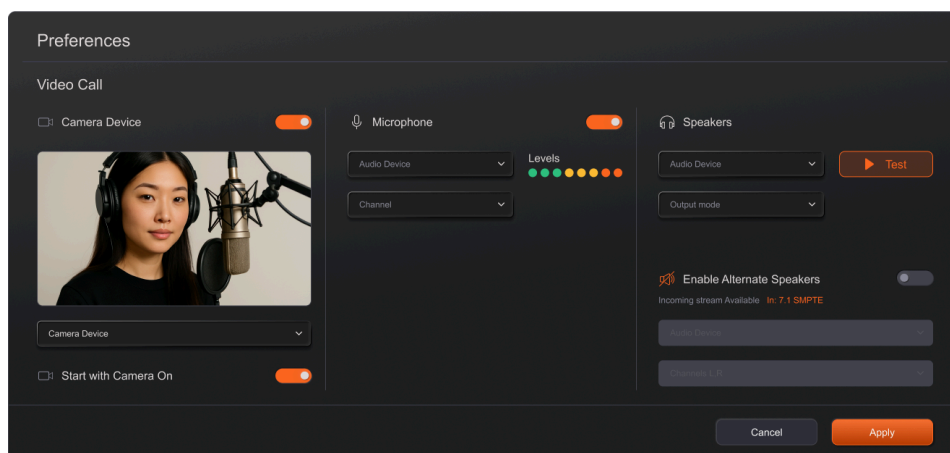 Preferences
Video Call
Camera Device
Camera Device
Start with Camera On
Microphone
Audio Device
Levels
Channel
Speakers
Audio Device
Test
Output mode
Enable Alternate Speakers
Incoming stream Available In: 7.1 SMPTE
Audio Device
Channels L R
Cancel
Apply